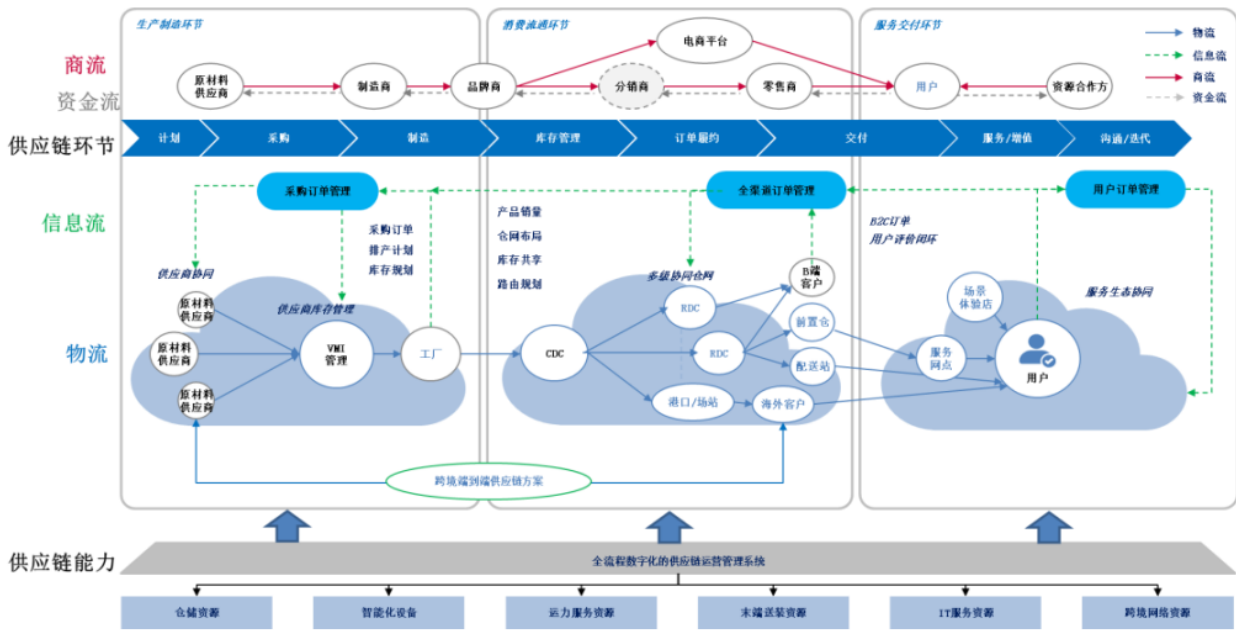 生产制造环节
消费流通环节
服务交付环节
物流
信息流
商流
资金流
商流
资金流
原材料
供应商
制造商
品牌商
电商平台
分销商
零售商
用户
资源合作方
供应链环节
计划
采购
制造
库存管理
订单履约
交付
服务/增值
沟通/迭代
信息流
采购订单管理
全渠道订单管理
用户订单管理
采购订单
排产计划
库存规划
产品销量
仓网布局
库存共享
路由规划
B2C订单
用户评价闭环
物流
供应商协同
原材料
供应商
原材料
供应商
原材料
供应商
供应商库存管理
VMI
管理
工厂
CDC
多级协同仓网
RDC
RDC
港口/场站
B端
客户
前置仓
配送站
海外客户
服务
网点
场景
体验店
用户
服务生态协同
跨境端到端供应链方案
供应链能力
全流程数字化的供应链运营管理系统
仓储资源
智能化设备
运力服务资源
末端送装资源
IT服务资源
跨境网络资源